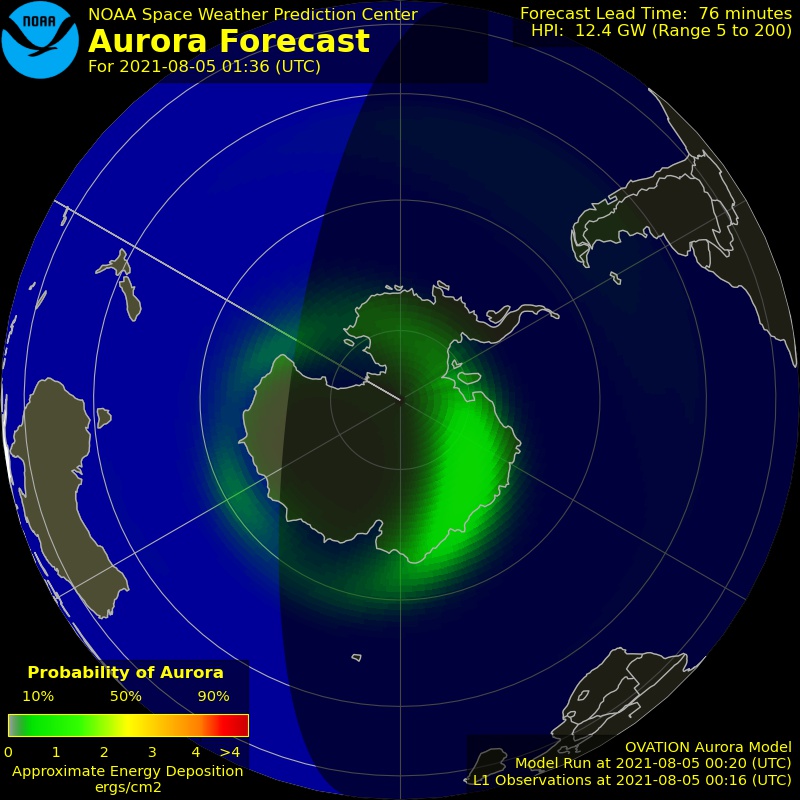 NOAA
NOAA Space Weather Prediction Center
Aurora Forecast
For 2021-08-05 01:36 (UTC)
Forecast Lead Time: 76 minutes
HPI: 12.4 GW (Range 5 to 200)
Probability of Aurora
10% 50% 90%
0 1 2 3 4 >4
Approximate Energy Deposition
ergs/cm2
OVATION Aurora Model
Model Run at 2021-08-05 00:20 (UTC)
L1 Observations at 2021-08-05 00:16 (UTC)